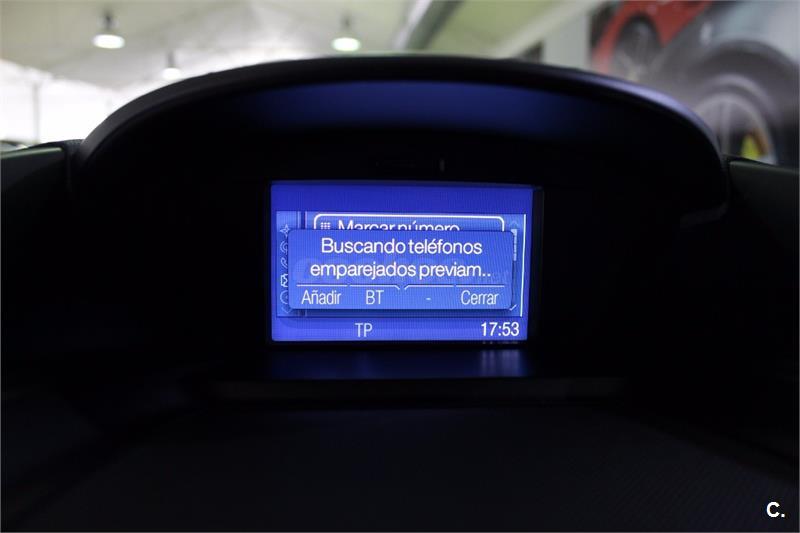 Marcar número
Buscando teléfonos
emparejados previam..
Añadir BT - Cerrar
TP 17:53
C.